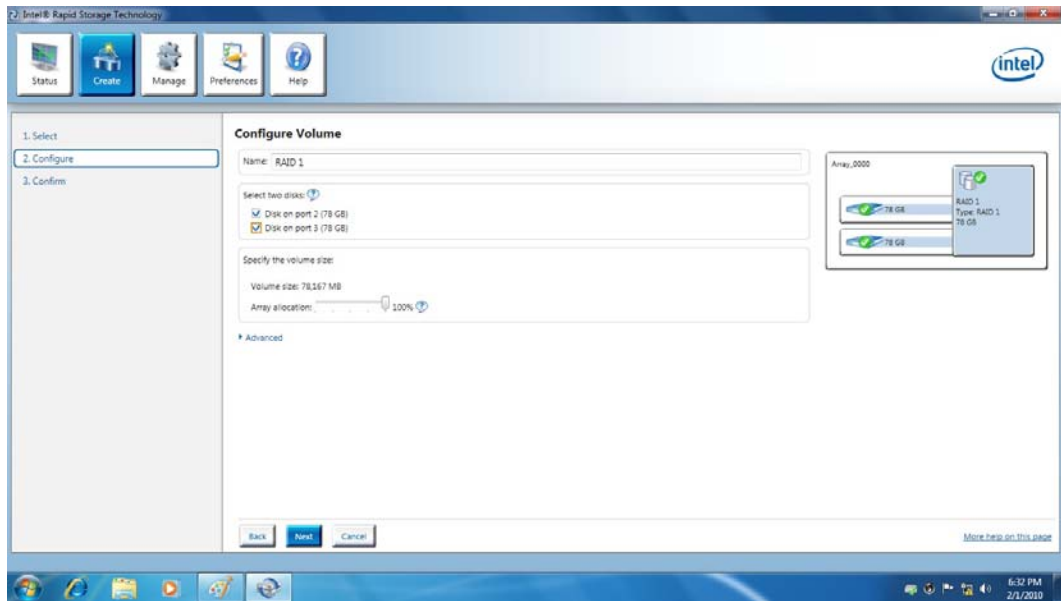 Intel® Rapid Storage Technology
Status
Create
Manage
Preferences
Help
intel
1. Select
2. Configure
3. Confirm
Configure Volume
Name: RAID 1
Select two disks: ?
Disk on port 2 (78 GB)
Disk on port 3 (78 GB)
Specify the volume size:
Volume size: 78,167 MB
Array allocation: 100% ?
Advanced
Array_0000
78 GB
78 GB
RAID 1
Type: RAID 1
78 GB
Back
Next
Cancel
More help on this page
6:32 PM
2/1/2010